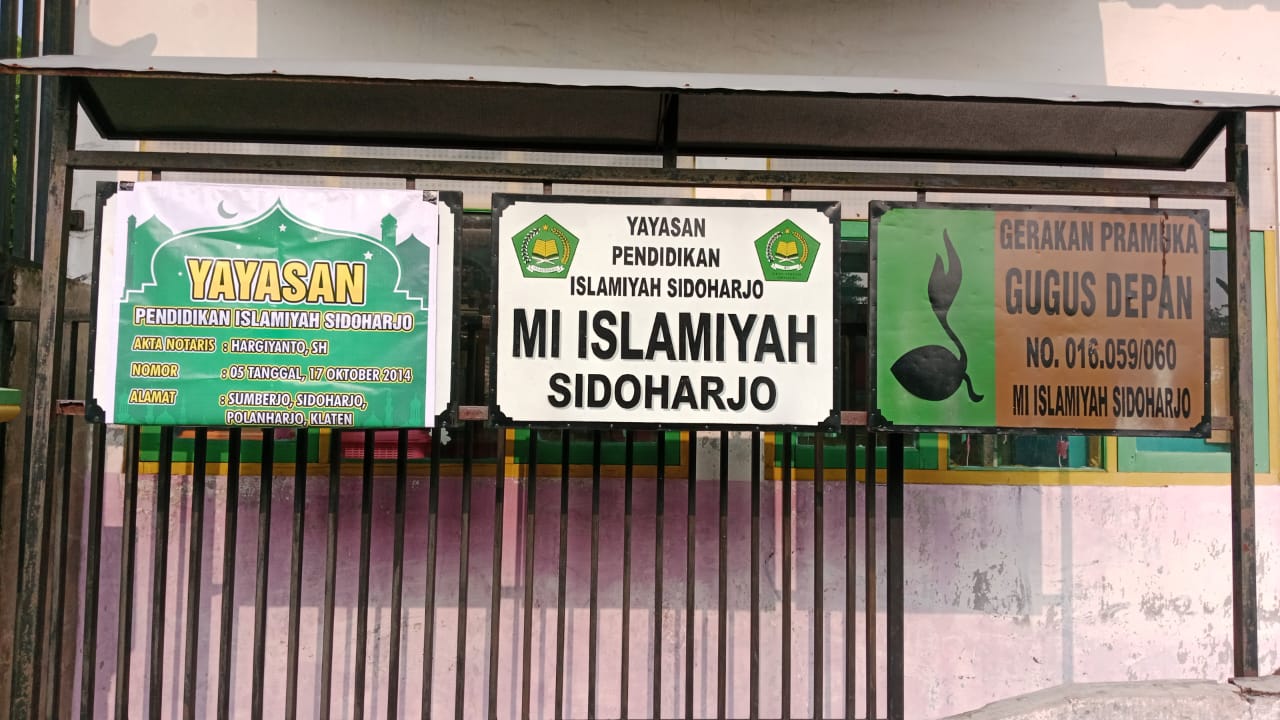 YAYASAN
PENDIDIKAN ISLAMIYAH SIDOHARJO
AKTA NOTARIS : HARGIYANTO, SH
NOMOR : 05 TANGGAL, 17 OKTOBER 2014
ALAMAT : SUMBERJO, SIDOHARJO,
POLANHARJO, KLATEN
YAYASAN
PENDIDIKAN
ISLAMIYAH SIDOHARJO
MI ISLAMIYAH
SIDOHARJO
GERAKAN PRAMUKA
GUGUS DEPAN
NO. 016.059/060
MI ISLAMIYAH SIDOHARJO